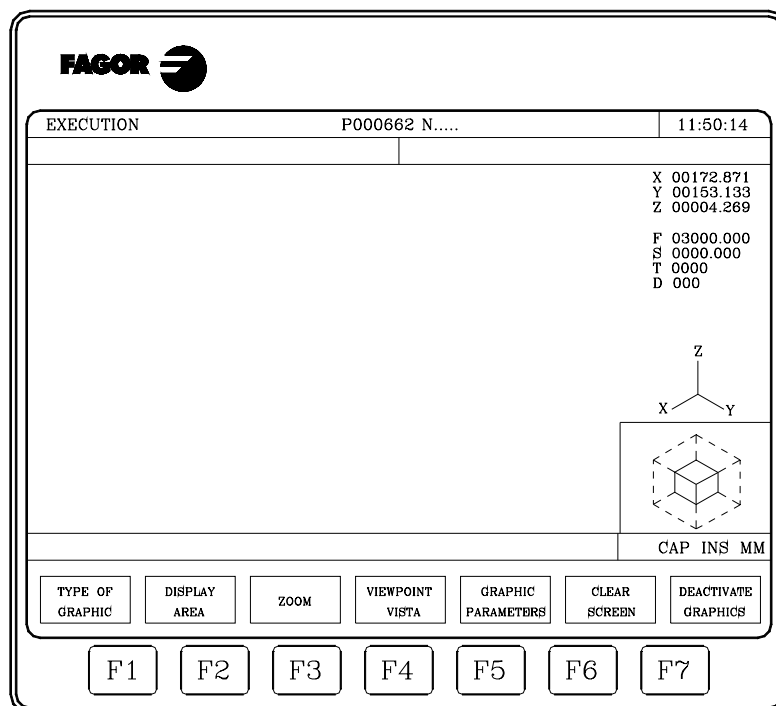 FAGOR
EXECUTION P000662 N..... 11:50:14
X 00172.871
Y 00153.133
Z 00004.269
F 03000.000
S 0000.000
T 0000
D 000
Z
X Y
CAP INS MM
TYPE OF GRAPHIC
DISPLAY AREA
ZOOM
VIEWPOINT VISTA
GRAPHIC PARAMETERS
CLEAR SCREEN
DEACTIVATE GRAPHICS
F1 F2 F3 F4 F5 F6 F7